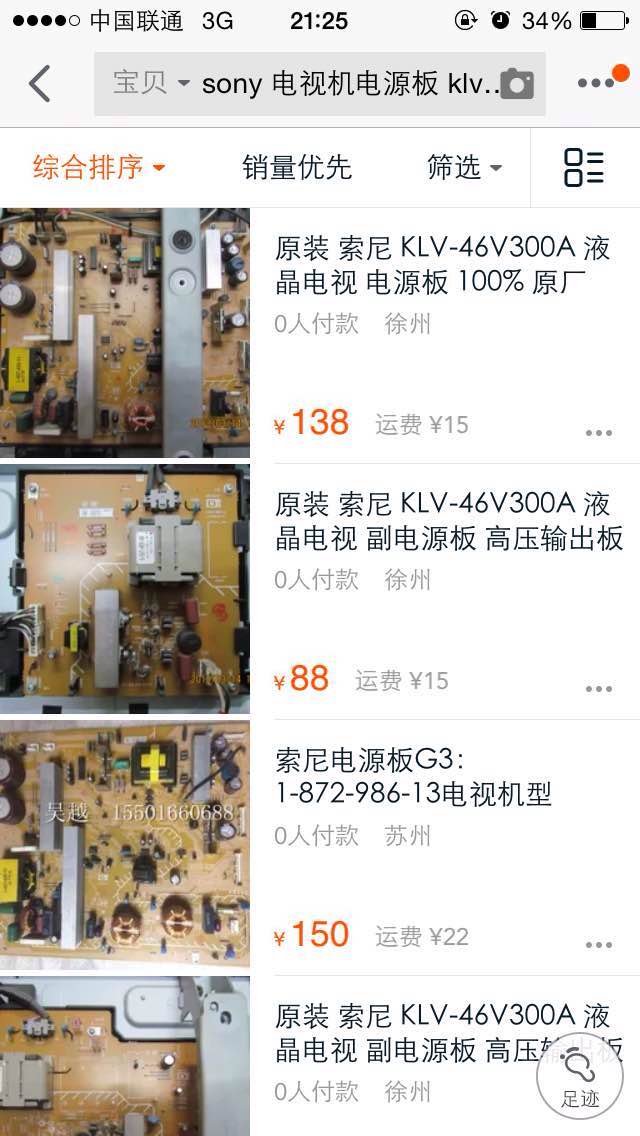 中国联通 3G 21:25 34%
宝贝 sony 电视机电源板 klv..
综合排序 销量优先 筛选
原装 索尼 KLV-46V300A 液
晶电视 电源板 100% 原厂
0人付款 徐州
¥138 运费 ¥15
原装 索尼 KLV-46V300A 液
晶电视 副电源板 高压输出板
0人付款 徐州
¥88 运费 ¥15
吴越 15501660688
索尼电源板G3：
1-872-986-13电视机型
0人付款 苏州
¥150 运费 ¥22
原装 索尼 KLV-46V300A 液
晶电视 副电源板 高压输出板
0人付款 徐州
足迹